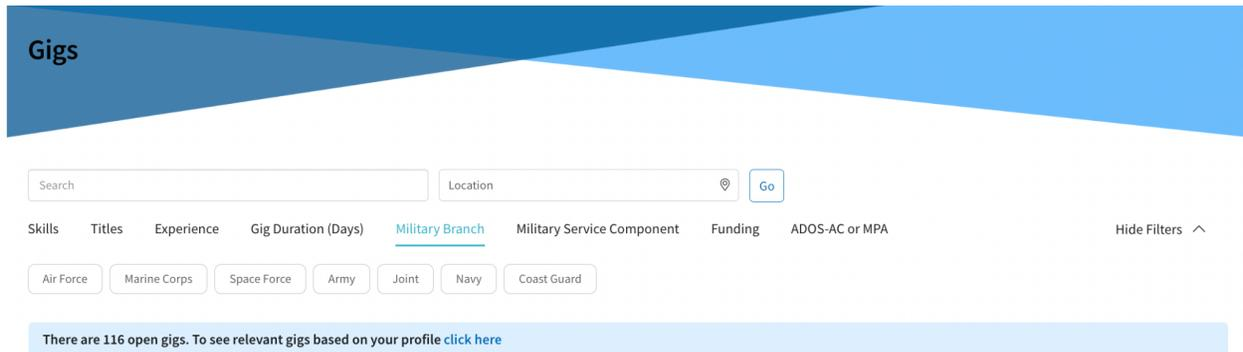 Gigs
Search Location Go
Skills Titles Experience Gig Duration (Days) Military Branch Military Service Component Funding ADOS-AC or MPA Hide Filters
Air Force Marine Corps Space Force Army Joint Navy Coast Guard
There are 116 open gigs. To see relevant gigs based on your profile click here